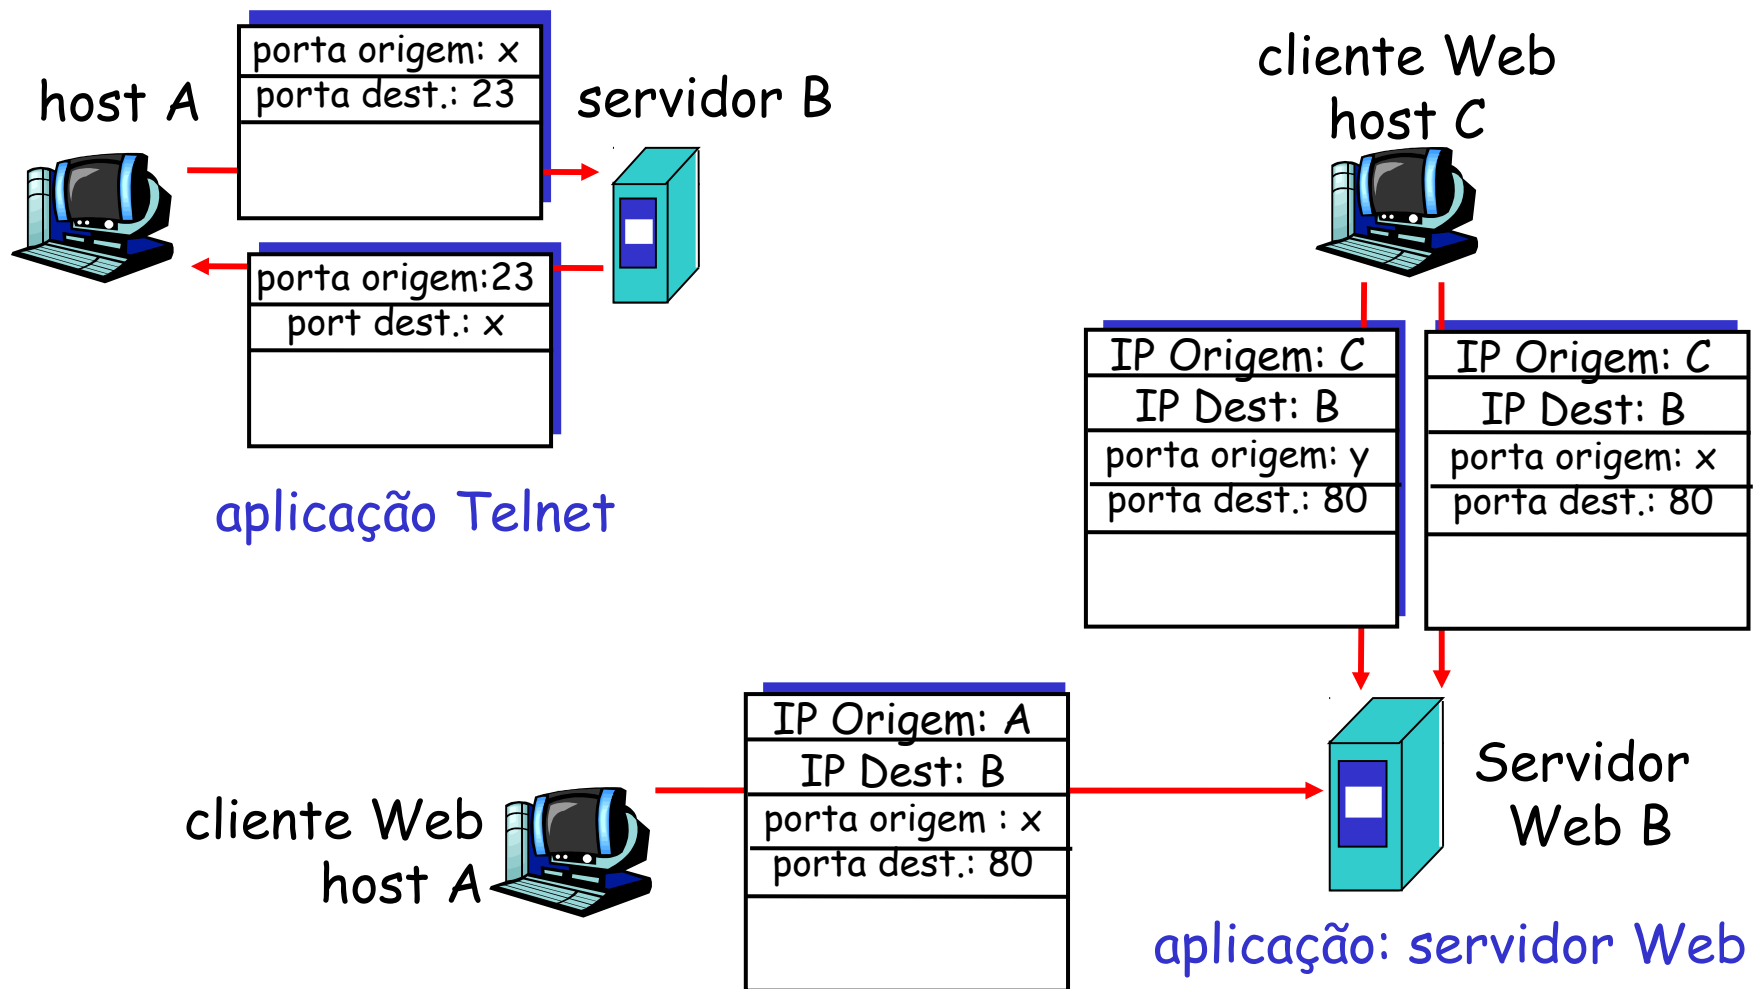 host A
porta origem: x
porta dest.: 23
servidor B
porta origem:23
port dest.: x
aplicação Telnet
cliente Web
host C
IP Origem: C
IP Dest: B
porta origem: y
porta dest.: 80
IP Origem: C
IP Dest: B
porta origem: x
porta dest.: 80
cliente Web
host A
IP Origem: A
IP Dest: B
porta origem : x
porta dest.: 80
Servidor
Web B
aplicação: servidor Web